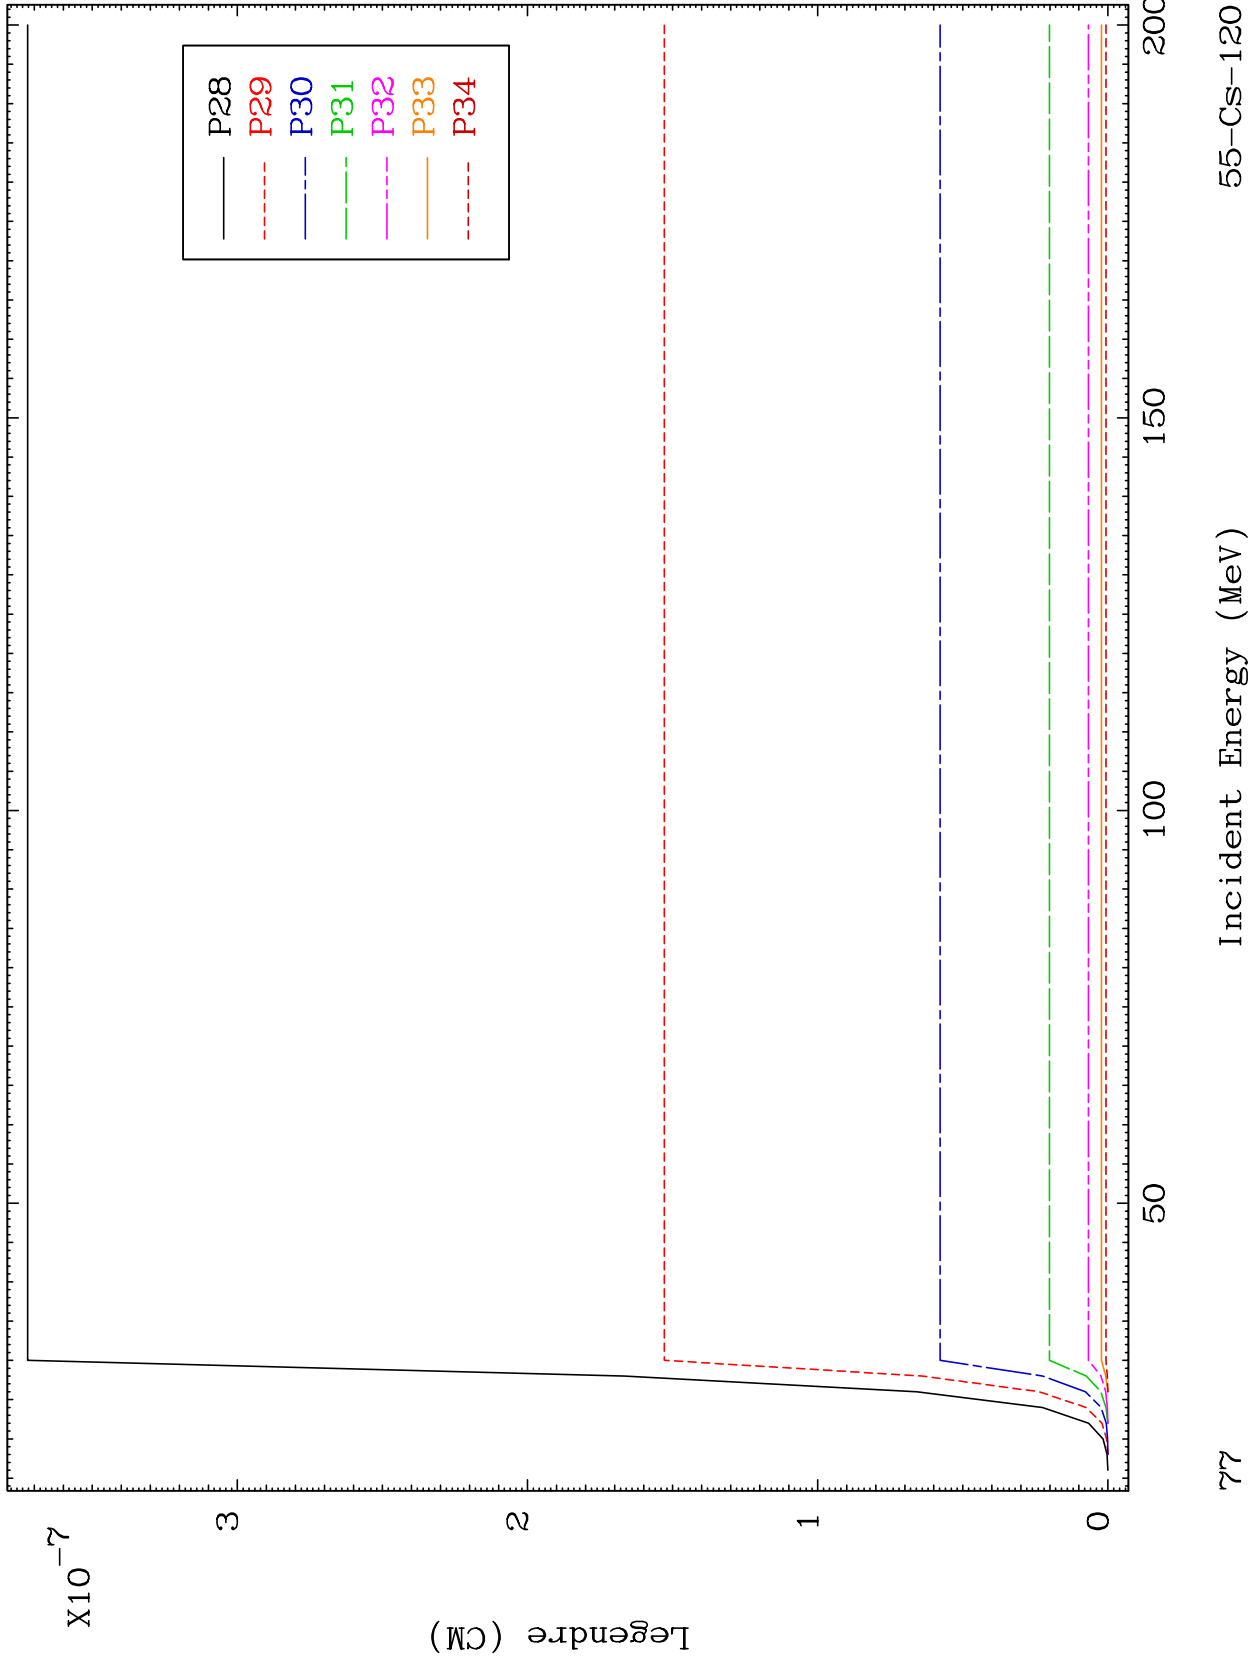 X10-7
Legendre (CM)
3
2
1
0
P28
P29
P30
P31
P32
P33
P34
50
100
150
200
Incident Energy (MeV)
77
55-Cs-120